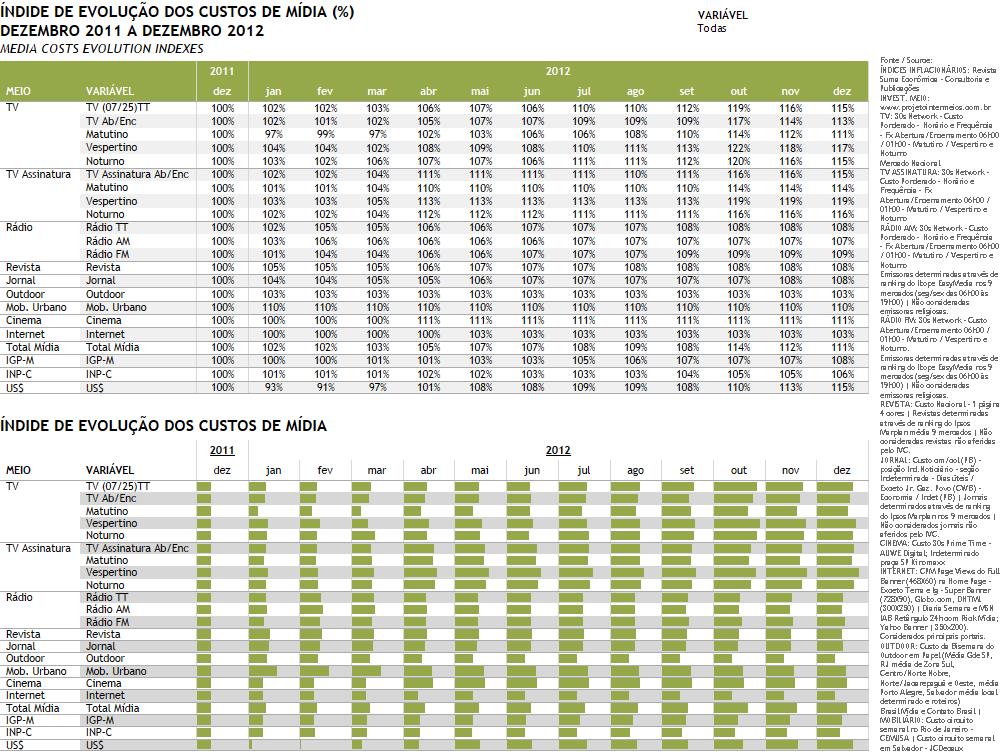 ÍNDIDE DE EVOLUÇÃO DOS CUSTOS DE MÍDIA (%)
DEZEMBRO 2011 A DEZEMBRO 2012
MEDIA COSTS EVOLUTION INDEXES
VARIÁVEL
Todas
2011 2012
MEIO VARIÁVEL dez jan fev mar abr mai jun jul ago set out nov dez
TV TV (07/25)TT 100% 102% 102% 103% 106% 107% 106% 110% 110% 112% 119% 116% 115%
TV Ab/Enc 100% 102% 101% 102% 105% 107% 107% 109% 109% 109% 117% 114% 113%
Matutino 100% 97% 99% 97% 102% 103% 106% 108% 110% 114% 112% 111%
Vespertino 100% 104% 104% 102% 108% 109% 108% 110% 111% 113% 122% 118% 117%
Noturno 100% 103% 102% 106% 107% 107% 106% 111% 111% 112% 120% 116% 115%
TV Assinatura TV Assinatura Ab/Enc 100% 102% 102% 104% 111% 111% 110% 111% 110% 111% 116% 116% 115%
Matutino 100% 101% 101% 104% 110% 110% 110% 110% 110% 110% 114% 114% 114%
Vespertino 100% 103% 103% 105% 113% 113% 111% 113% 113% 113% 119% 119% 119%
Noturno 100% 102% 102% 104% 112% 112% 112% 111% 111% 111% 116% 116% 116%
Rádio Rádio TT 100% 102% 105% 105% 106% 106% 107% 107% 107% 108% 108% 108% 108%
Rádio AM 100% 103% 106% 106% 106% 106% 107% 107% 107% 107% 107% 107% 107%
Rádio FM 100% 101% 104% 104% 106% 106% 107% 107% 107% 109% 109% 109% 109%
Revista Revista 100% 105% 105% 105% 106% 107% 107% 107% 107% 108% 108% 108% 108%
Jornal Jornal 100% 104% 104% 105% 105% 106% 107% 107% 107% 107% 107% 108% 108%
Outdoor Outdoor 100% 103% 103% 103% 103% 103% 103% 103% 103% 103% 103% 103% 103%
Mob. Urbano Mob. Urbano 100% 110% 110% 110% 110% 110% 110% 110% 110% 110% 110% 110% 110%
Cinema Cinema 100% 100% 100% 100% 111% 111% 111% 111% 111% 111% 111% 111% 111%
Internet Internet 100% 100% 100% 100% 100% 103% 103% 103% 103% 103% 103% 103% 103%
Total Mídia Total Mídia 100% 102% 102% 103% 105% 107% 107% 108% 109% 108% 114% 112% 111%
IGP-M IGP-M 100% 100% 100% 101% 101% 103% 103% 105% 106% 107% 107% 107% 108%
INP-C INP-C 100% 101% 101% 101% 102% 102% 103% 103% 103% 104% 105% 105% 106%
US$ US$ 100% 93% 91% 97% 101% 108% 108% 109% 109% 108% 110% 113% 115%
ÍNDIDE DE EVOLUÇÃO DOS CUSTOS DE MÍDIA
2011 2012
MEIO VARIÁVEL dez jan fev mar abr mai jun jul ago set out nov dez
TV TV (07/25)TT
TV Ab/Enc
Matutino
Vespertino
Noturno
TV Assinatura TV Assinatura Ab/Enc
Matutino
Vespertino
Noturno
Rádio Rádio TT
Rádio AM
Rádio FM
Revista Revista
Jornal Jornal
Outdoor Outdoor
Mob. Urbano Mob. Urbano
Cinema Cinema
Internet Internet
Total Mídia Total Mídia
IGP-M IGP-M
INP-C INP-C
US$ US$
Fonte / Source:
ÍNDICES INFLACIONÁRIOS: Revista
Suma Econômica - Consultoria e
Publicações
INVEST. MEIO:
www.projetointermeios.com.br
TV: 30s Network - Custo
Ponderado - Horário e Frequência
- Fx Abertura/Encerramento 06h00
/ 01h00 - Matutino / Vespertino e
Noturno
Mercado Nacional
TV ASSINATURA: 30s Network -
Custo Ponderado - Horário e
Frequência - Fx
Abertura/Encerramento 06h00 /
01h00 - Matutino / Vespertino e
Noturno
RÁDIO AM: 30s Network - Custo
Ponderado - Horário e Frequência
- Fx Abertura/Encerramento 06h00
/ 01h00 - Matutino / Vespertino e
Noturno
Emissoras determinadas através de
ranking do Ibope EasyMedia nos 9
mercados (seg/sex das 06h00 às
19h00) | Não consideradas
emissoras religiosas.
RÁDIO FM: 30s Network - Custo
Abertura/Encerramento 06h00 /
01h00 - Matutino / Vespertino e
Noturno.
Emissoras determinadas através de
ranking do Ibope EasyMedia nos 9
mercados (seg/sex das 06h00 às
19h00) | Não consideradas
emissoras religiosas.
REVISTA: Custo Nacional - 1 página
4 cores | Revistas determinadas
através de ranking do Ipsos
Marplan média 9 mercados | Não
consideradas revistas não aferidas
pelo IVC.
JORNAL: Custo cm/col (PB) -
posição Ind. Noticiário - seção
Indeterminada - Dias úteis /
Exceto Jr. Gaz. Povo (CWB) -
Economia / Indet (PB) | Jornais
determinados através de ranking
do Ipsos Marplan nos 9 mercados |
Não considerados jornais não
aferidos pelo IVC.
CINEMA: Custo 30s Prime Time -
Digital; Indeterminado
praça SP Kinomaxx
INTERNET: CPM Page Views do Full
Banner (468X60) na Home Page -
Exceto Terra e Ig - Super Banner
(728X90), Globo.com, DHTML
(300X250) | Diária Semana e MSN
IAB Retângulo 24h com Rich Mídia;
Yahoo Banner | 350x200).
Considerados principais portais.
OUTDOOR: Custo da Bisemana do
Outdoor em Papel (Média Gde SP,
RJ média de Zona Sul,
Centro/Norte Nobre,
Norte/Jacarepaguá e Oeste, média
Porto Alegre, Salvador média local
determinado e roteiros)
Brasil Mídia e Contato Brasil |
MOBILIÁRIO: Custo circuito
semanal no Rio de Janeiro -
CEMUSA | Custo circuito semanal
em Salvador - JCDecaux